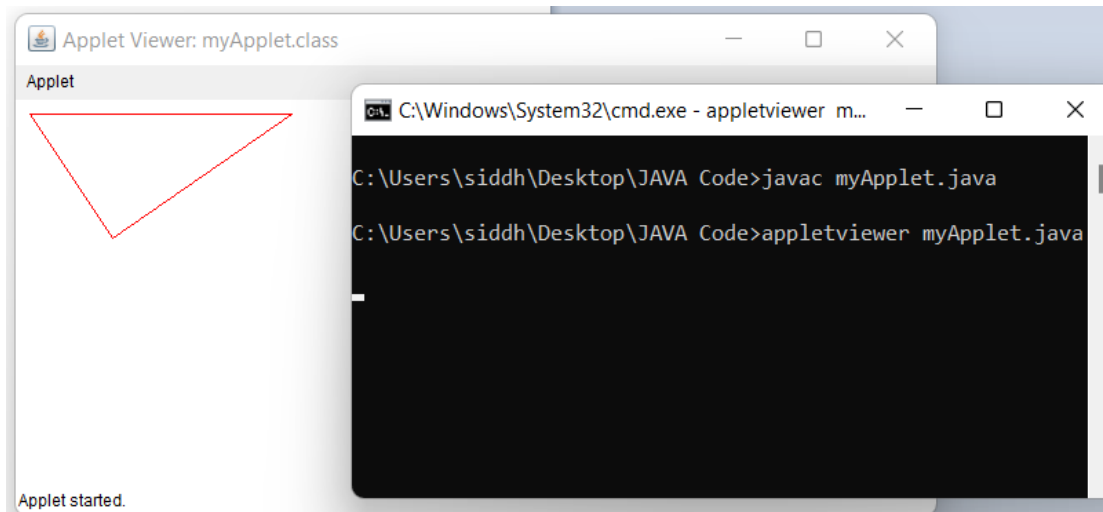 Applet Viewer: myApplet.class
Applet
C:\Windows\System32\cmd.exe - appletviewer m...
C:\Users\siddh\Desktop\JAVA Code>javac myApplet.java
C:\Users\siddh\Desktop\JAVA Code>appletviewer myApplet.java
Applet started.